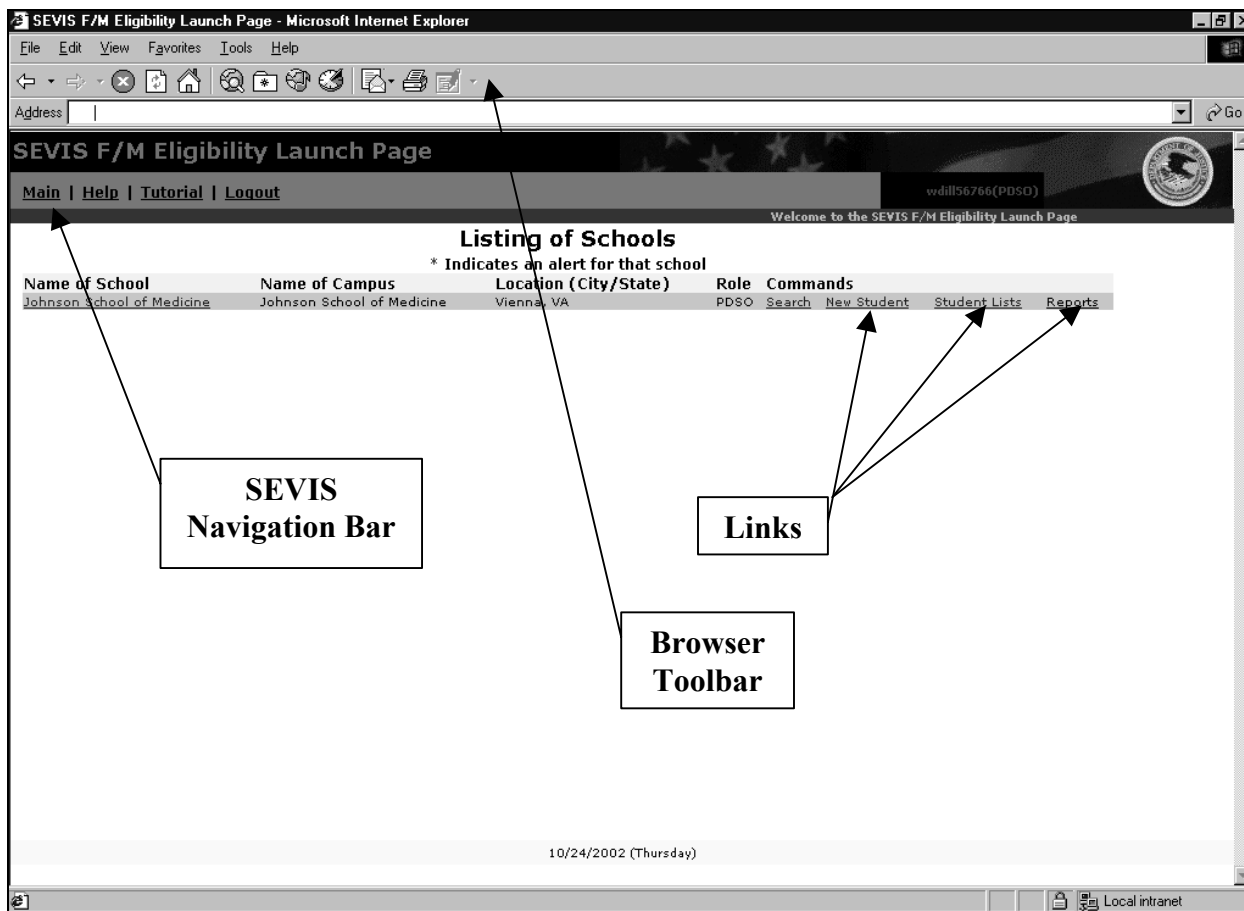 SEVIS F/M Eligibility Launch Page - Microsoft Internet Explorer
File Edit View Favorites Tools Help
Address Go
SEVIS F/M Eligibility Launch Page
Main | Help | Tutorial | Logout
wdill56766(PDSO)
Welcome to the SEVIS F/M Eligibility Launch Page
Listing of Schools
* Indicates an alert for that school
Name of School Name of Campus Location (City/State) Role Commands
Johnson School of Medicine Johnson School of Medicine Vienna, VA PDSO Search New Student Student Lists Reports
SEVIS
Navigation Bar
Links
Browser
Toolbar
10/24/2002 (Thursday)
Local intranet